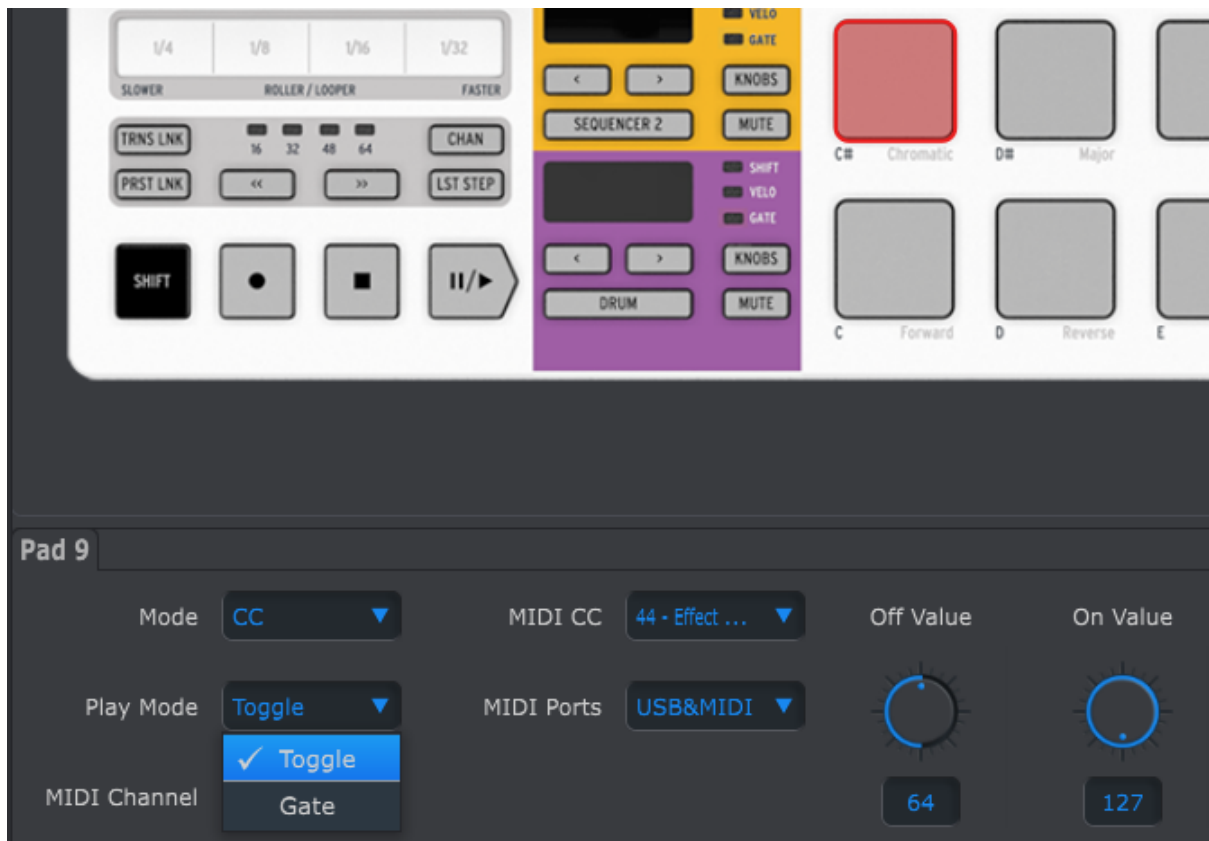 VELO
GATE
1/4 1/8 1/16 1/32
SLOWER ROLLER / LOOPER FASTER
< > KNOBS
SEQUENCER 2 MUTE
TRNS LNK 16 32 48 64 CHAN
PRST LNK << >> LST STEP
C# Chromatic D# Major
SHIFT
VELO
GATE
SHIFT
< > KNOBS
DRUM MUTE
C Forward D Reverse E
Pad 9
Mode CC MIDI CC 44 - Effect ... Off Value On Value
Play Mode Toggle MIDI Ports USB&MIDI
✓ Toggle
MIDI Channel Gate 64 127